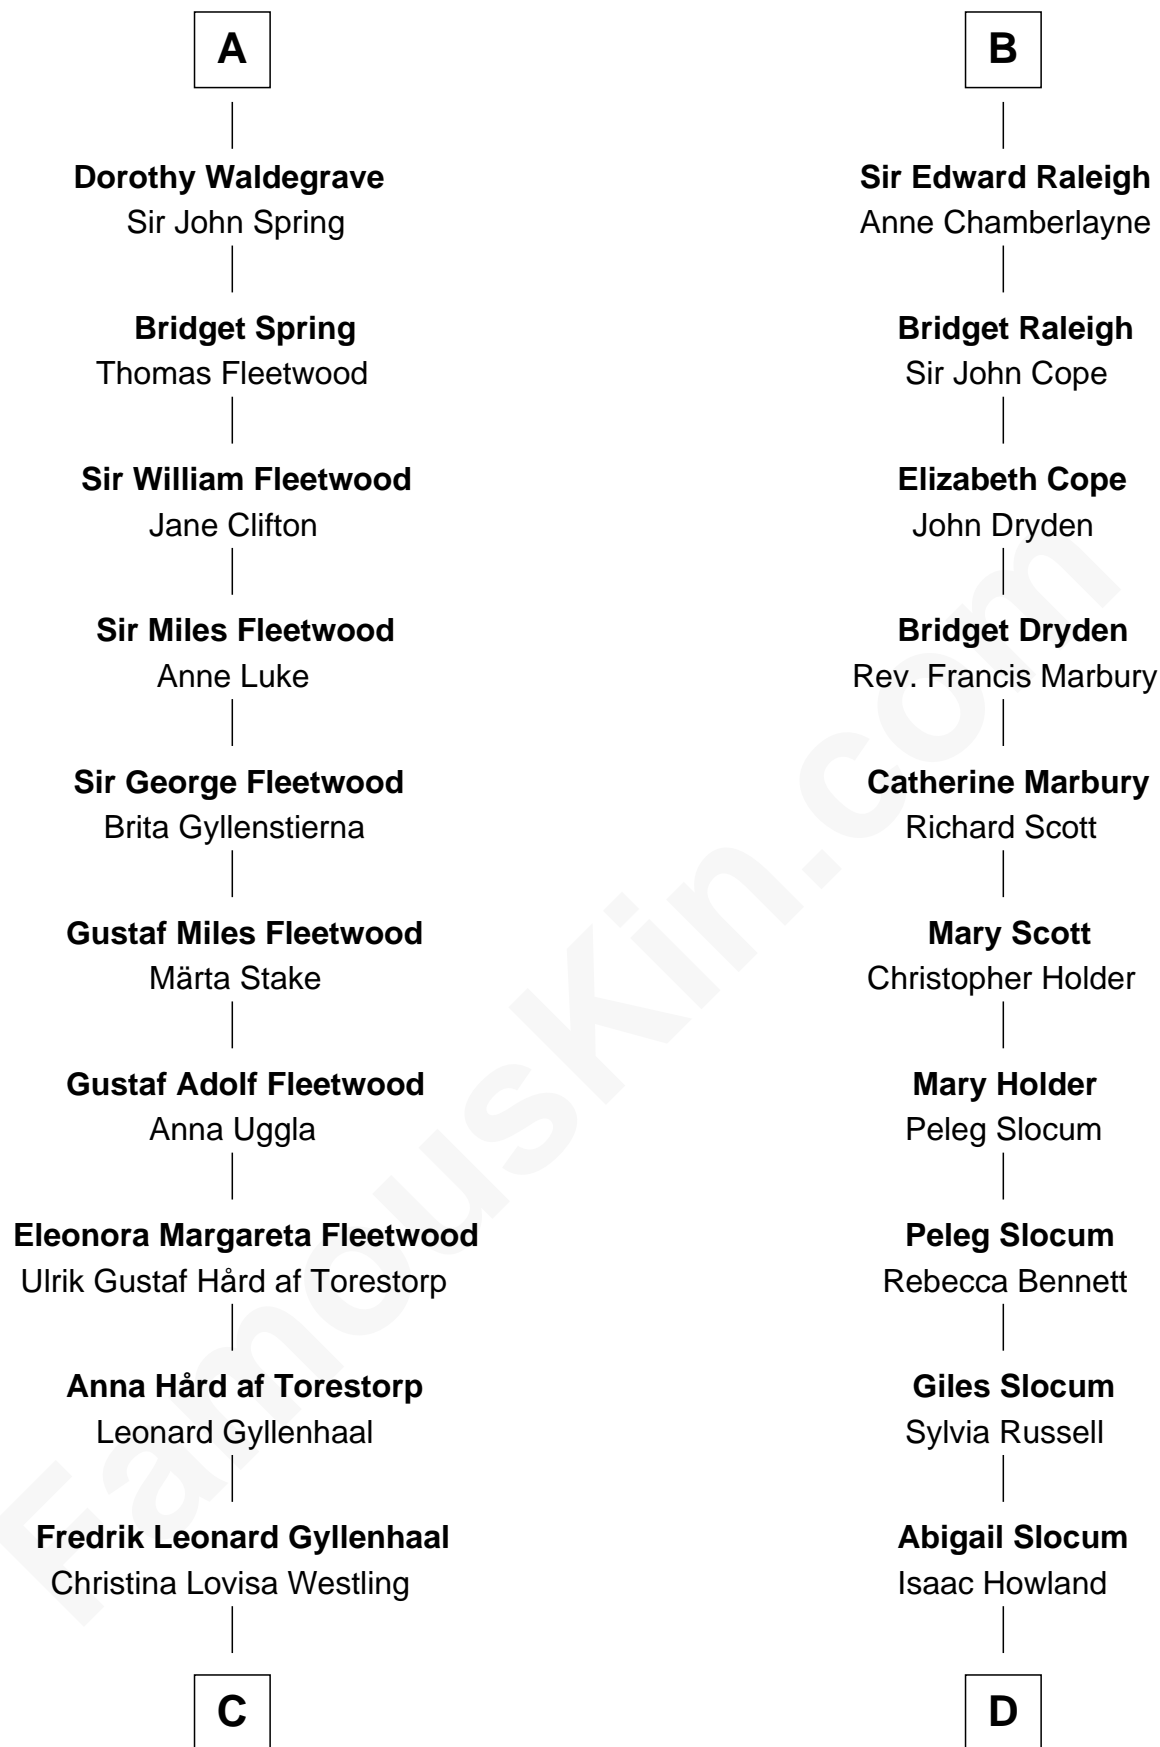 A
Dorothy Waldegrave
Sir John Spring
Bridget Spring
Thomas Fleetwood
Sir William Fleetwood
Jane Clifton
Sir Miles Fleetwood
Anne Luke
Sir George Fleetwood
Brita Gyllenstierna
Gustaf Miles Fleetwood
Märta Stake
Gustaf Adolf Fleetwood
Anna Uggla
Eleonora Margareta Fleetwood
Ulrik Gustaf Hård af Torestorp
Anna Hård af Torestorp
Leonard Gyllenhaal
Fredrik Leonard Gyllenhaal
Christina Lovisa Westling
C
B
Sir Edward Raleigh
Anne Chamberlayne
Bridget Raleigh
Sir John Cope
Elizabeth Cope
John Dryden
Bridget Dryden
Rev. Francis Marbury
Catherine Marbury
Richard Scott
Mary Scott
Christopher Holder
Mary Holder
Peleg Slocum
Peleg Slocum
Rebecca Bennett
Giles Slocum
Sylvia Russell
Abigail Slocum
Isaac Howland
D
FamousKin.com